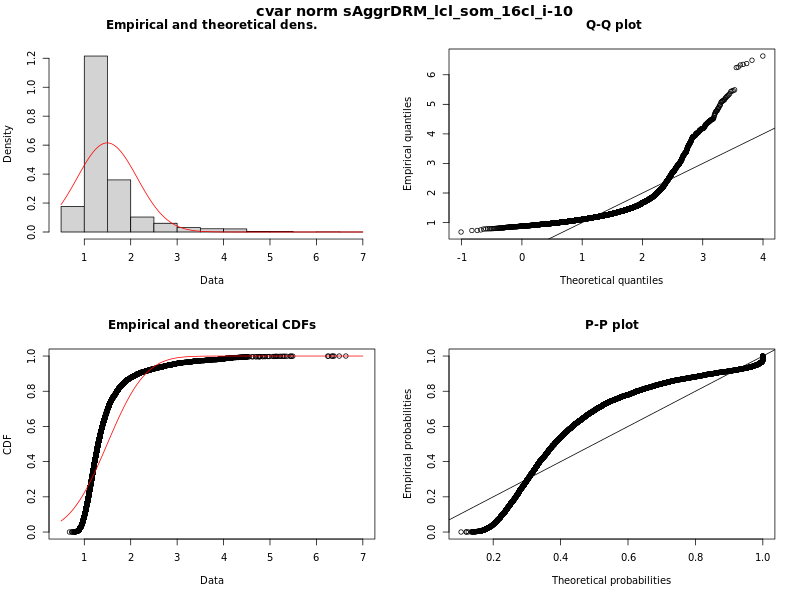 cvar norm sAggrDRM_lcl_som_16cl_i-10
Empirical and theoretical dens.
Density
0.0 0.2 0.4 0.6 0.8 1.0 1.2
1 2 3 4 5 6 7
Data
Q-Q plot
Empirical quantiles
1 2 3 4 5 6
-1 0 1 2 3 4
Theoretical quantiles
Empirical and theoretical CDFs
CDF
0.0 0.2 0.4 0.6 0.8 1.0
1 2 3 4 5 6 7
Data
P-P plot
Empirical probabilities
0.0 0.2 0.4 0.6 0.8 1.0
0.2 0.4 0.6 0.8 1.0
Theoretical probabilities